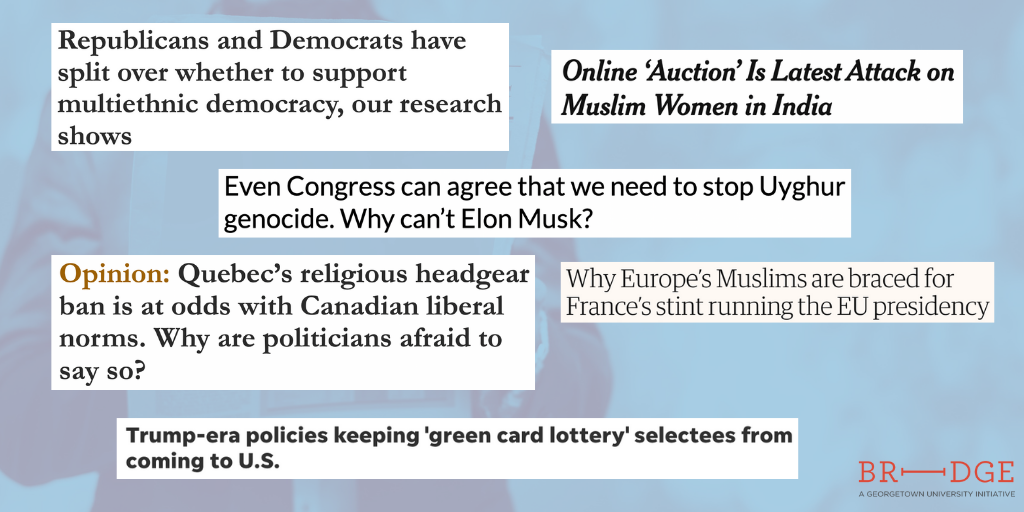 Republicans and Democrats have
split over whether to support
multiethnic democracy, our research
shows
Online ‘Auction’ Is Latest Attack on
Muslim Women in India
Even Congress can agree that we need to stop Uyghur
genocide. Why can’t Elon Musk?
Opinion: Quebec’s religious headgear
ban is at odds with Canadian liberal
norms. Why are politicians afraid to
say so?
Why Europe’s Muslims are braced for
France’s stint running the EU presidency
Trump-era policies keeping 'green card lottery' selectees from
coming to U.S.
BRIDGE
A GEORGETOWN UNIVERSITY INITIATIVE